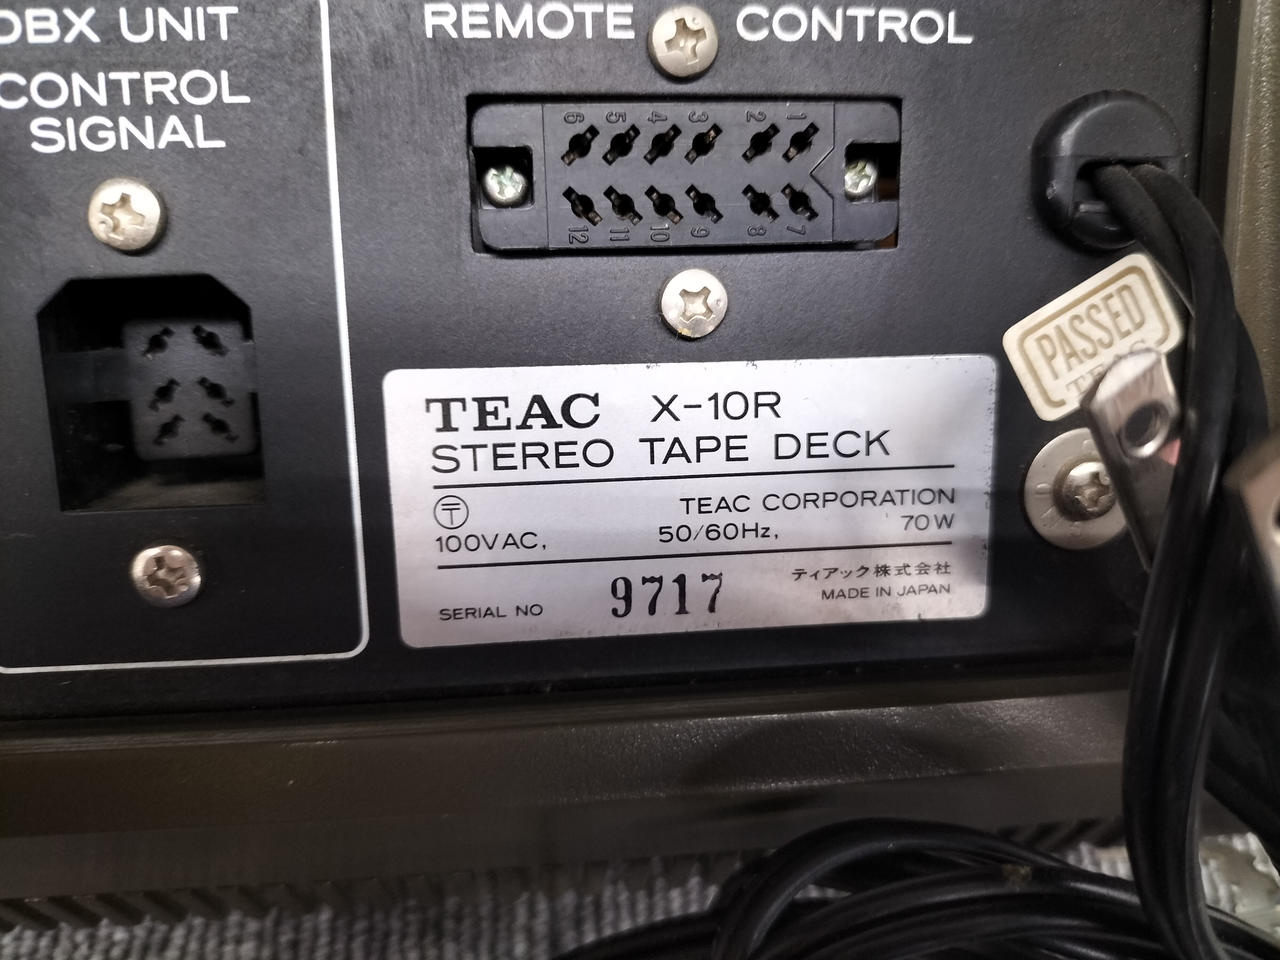 DBX UNIT
CONTROL
SIGNAL
REMOTE CONTROL
6 5 4 3 2 1
12 11 10 9 8 7
PASSED
TEAC
TEAC X-10R
STEREO TAPE DECK
TEAC CORPORATION
100VAC, 50/60Hz, 70W
ティアック株式会社
SERIAL NO 9717 MADE IN JAPAN